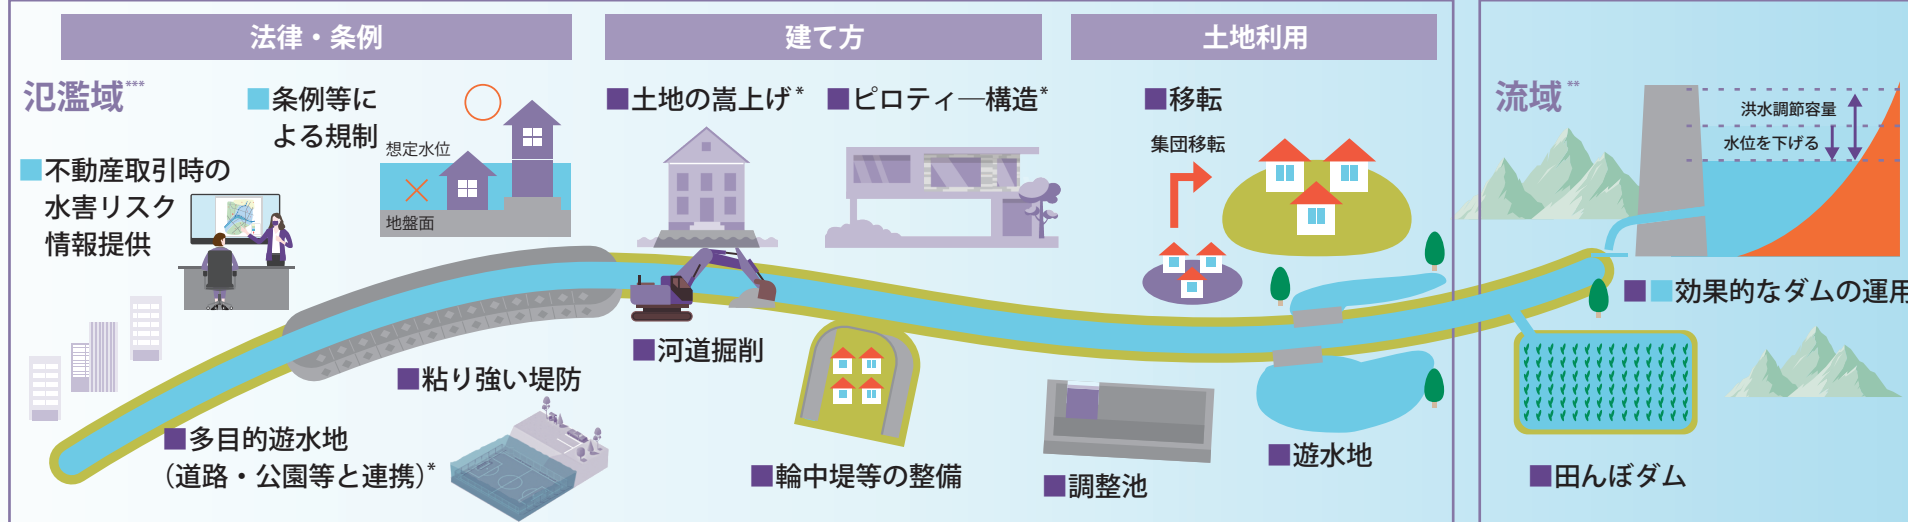 法律・条例
建て方
土地利用
氾濫域***
■条例等に
よる規制
想定水位
地盤面
■不動産取引時の
水害リスク
情報提供
■土地の嵩上げ*
■ピロティ―構造*
■移転
集団移転
流域**
洪水調節容量
水位を下げる
■■効果的なダムの運用
■河道掘削
■粘り強い堤防
■多目的遊水地
(道路・公園等と連携)*
■輪中堤等の整備
■調整池
■遊水地
■田んぼダム